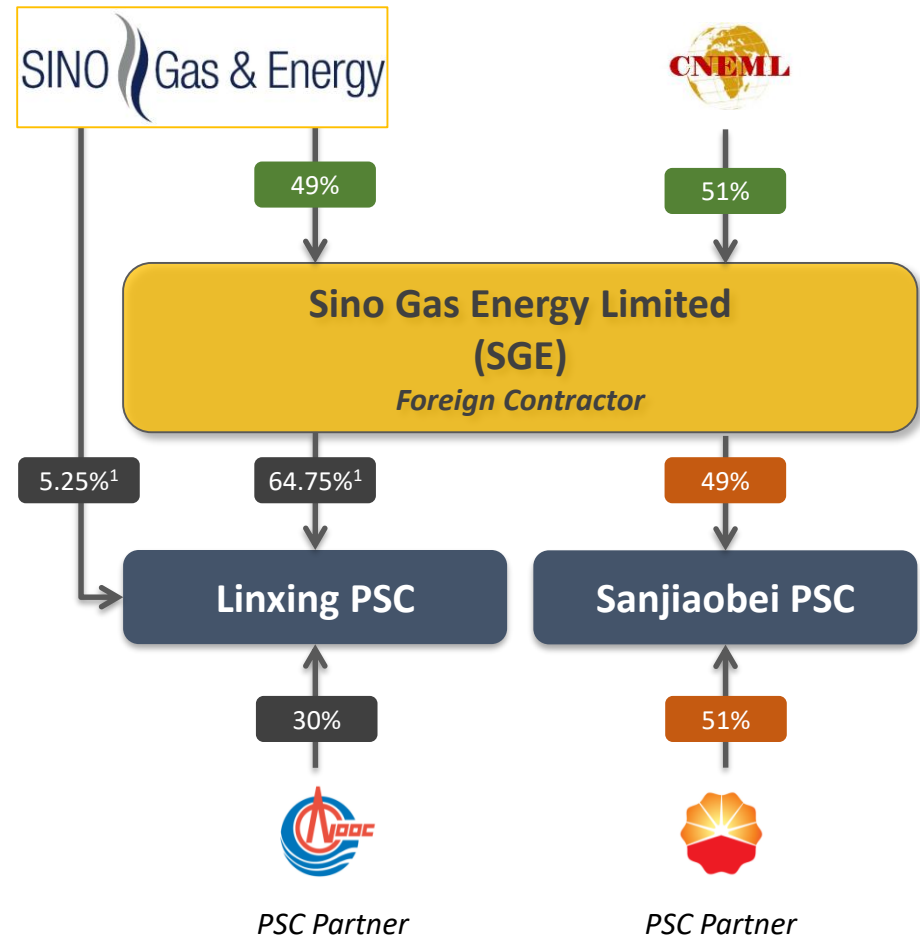 SINO Gas & Energy
CNEML
49%
51%
Sino Gas Energy Limited
(SGE)
Foreign Contractor
5.25%1
64.75%1
49%
Linxing PSC
Sanjiaobei PSC
30%
51%
CNOOC
PSC Partner
PSC Partner